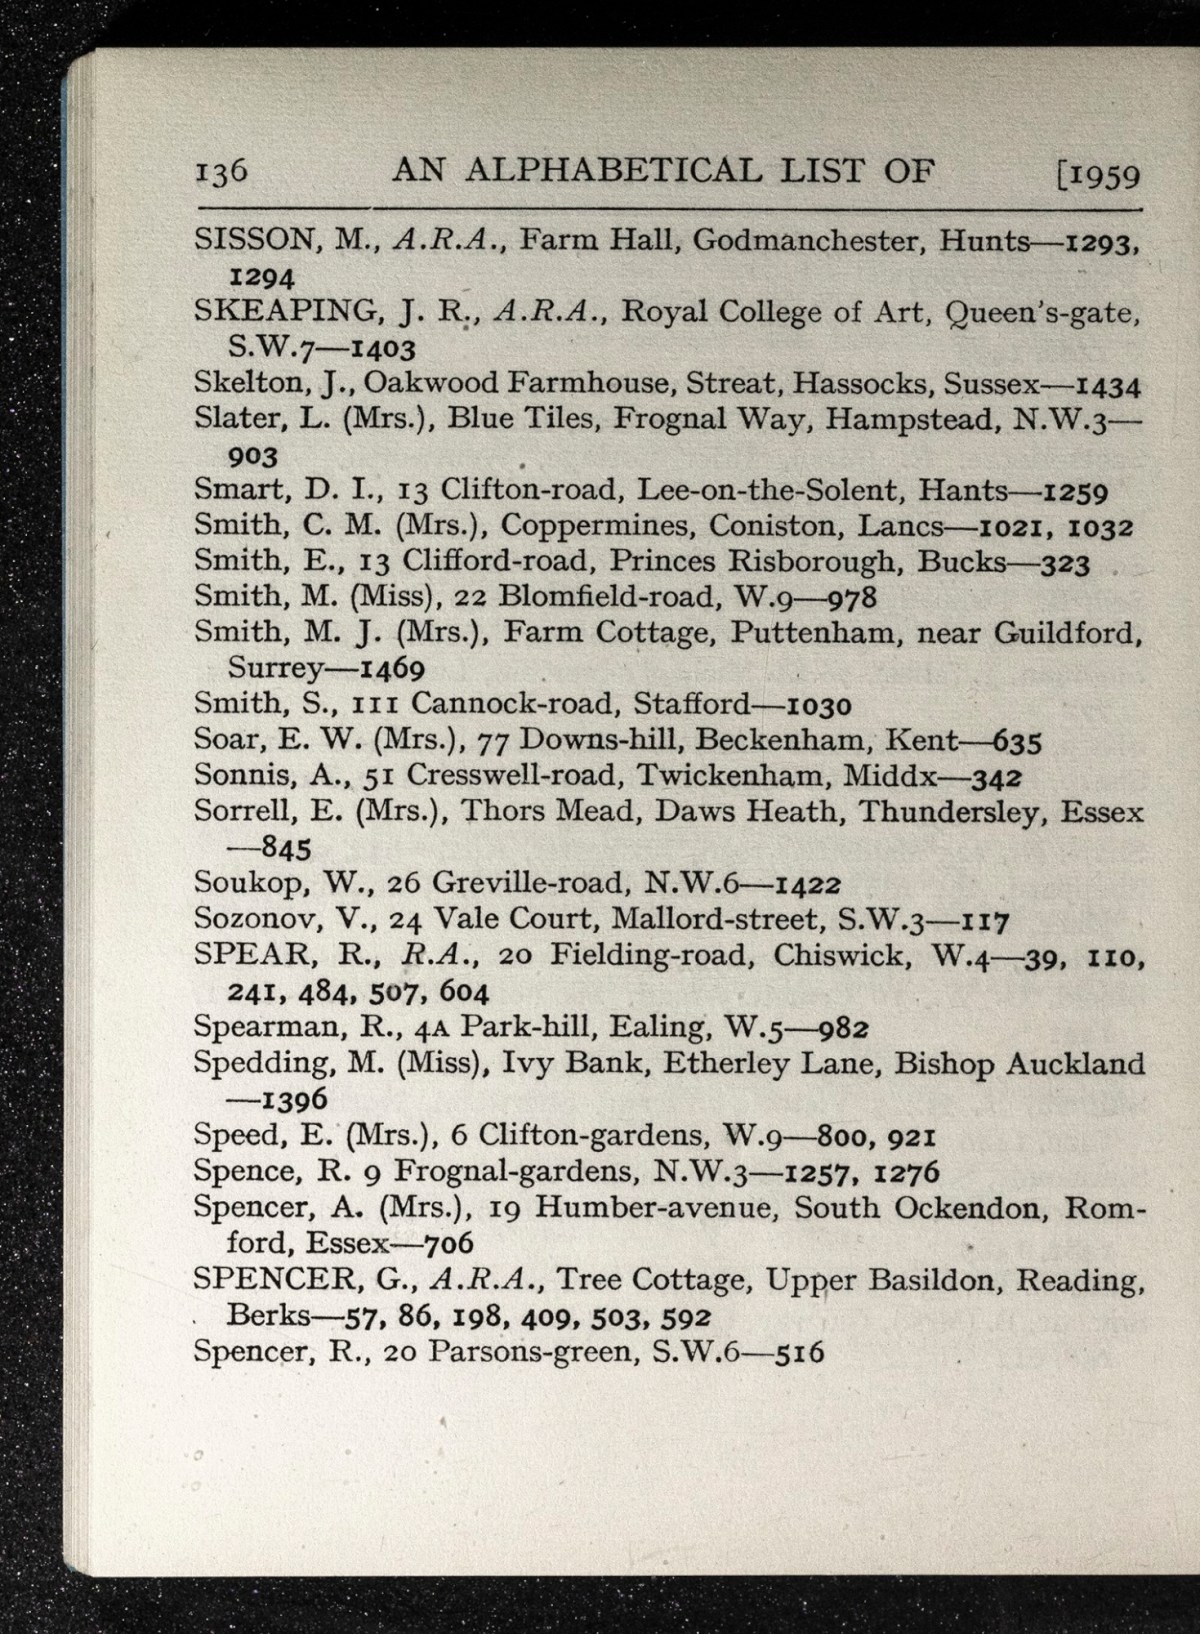 136 AN ALPHABETICAL LIST OF [1959
SISSON, M., A.R.A., Farm Hall, Godmanchester, Hunts—1293,
1294
SKEAPING, J. R., A.R.A., Royal College of Art, Queen's-gate,
S.W.7—1403
Skelton, J., Oakwood Farmhouse, Streat, Hassocks, Sussex—1434
Slater, L. (Mrs.), Blue Tiles, Frognal Way, Hampstead, N.W.3—
903
Smart, D. I., 13 Clifton-road, Lee-on-the-Solent, Hants—1259
Smith, C. M. (Mrs.), Coppermines, Coniston, Lancs—1021, 1032
Smith, E., 13 Clifford-road, Princes Risborough, Bucks—323
Smith, M. (Miss), 22 Blomfield-road, W.9—978
Smith, M. J. (Mrs.), Farm Cottage, Puttenham, near Guildford,
Surrey—1469
Smith, S., 111 Cannock-road, Stafford—1030
Soar, E. W. (Mrs.), 77 Downs-hill, Beckenham, Kent—635
Sonnis, A., 51 Cresswell-road, Twickenham, Middx—342
Sorrell, E. (Mrs.), Thors Mead, Daws Heath, Thundersley, Essex
—845
Soukop, W., 26 Greville-road, N.W.6—1422
Sozonov, V., 24 Vale Court, Mallord-street, S.W.3—117
SPEAR, R., R.A., 20 Fielding-road, Chiswick, W.4—39, 110,
241, 484, 507, 604
Spearman, R., 4A Park-hill, Ealing, W.5—982
Spedding, M. (Miss), Ivy Bank, Etherley Lane, Bishop Auckland
—1396
Speed, E. (Mrs.), 6 Clifton-gardens, W.9—800, 921
Spence, R. 9 Frognal-gardens, N.W.3—1257, 1276
Spencer, A. (Mrs.), 19 Humber-avenue, South Ockendon, Rom-
ford, Essex—706
SPENCER, G., A.R.A., Tree Cottage, Upper Basildon, Reading,
Berks—57, 86, 198, 409, 503, 592
Spencer, R., 20 Parsons-green, S.W.6—516